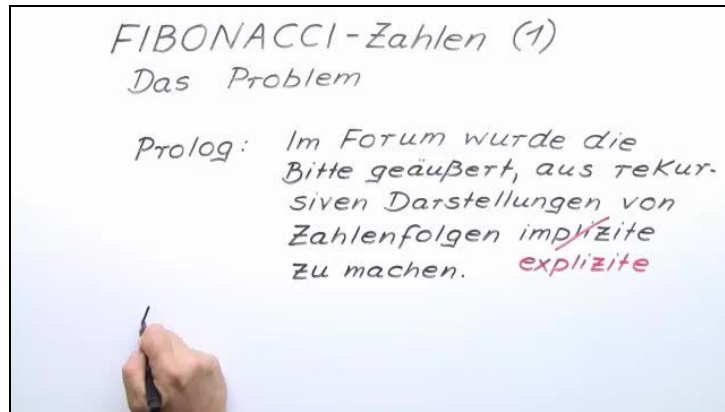 FIBONACCI-Zahlen (1)
Das Problem
Prolog: Im Forum wurde die
Bitte geäußert, aus rekur-
siven Darstellungen von
Zahlenfolgen implizite
zu machen. explizite